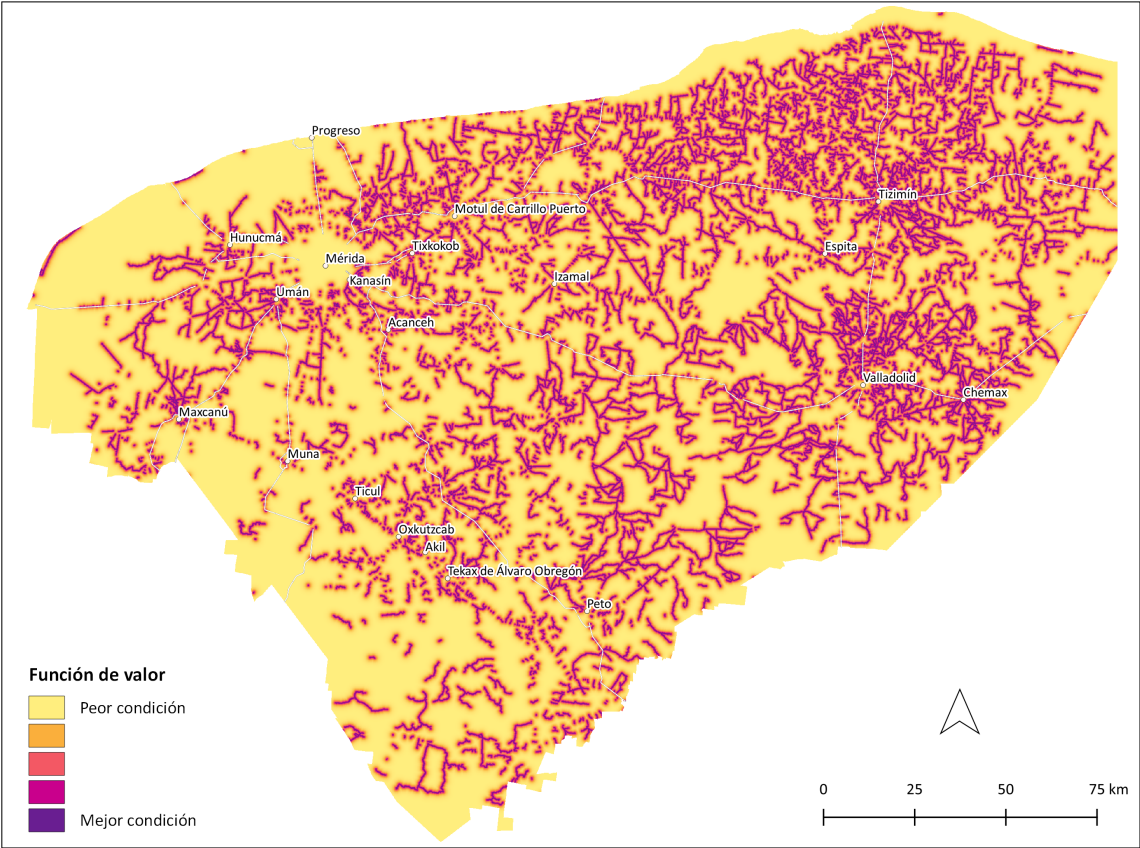 Progreso
Tizimín
Motul de Carrillo Puerto
Hunucmá
Tixkokob
Espita
Mérida
Izamal
Kanasín
Umán
Acanceh
Valladolid
Chemax
Maxcanú
Muna
Ticul
Oxkutzcab
Akil
Tekax de Álvaro Obregón
Peto
Función de valor
Peor condición
Mejor condición
0 25 50 75 km